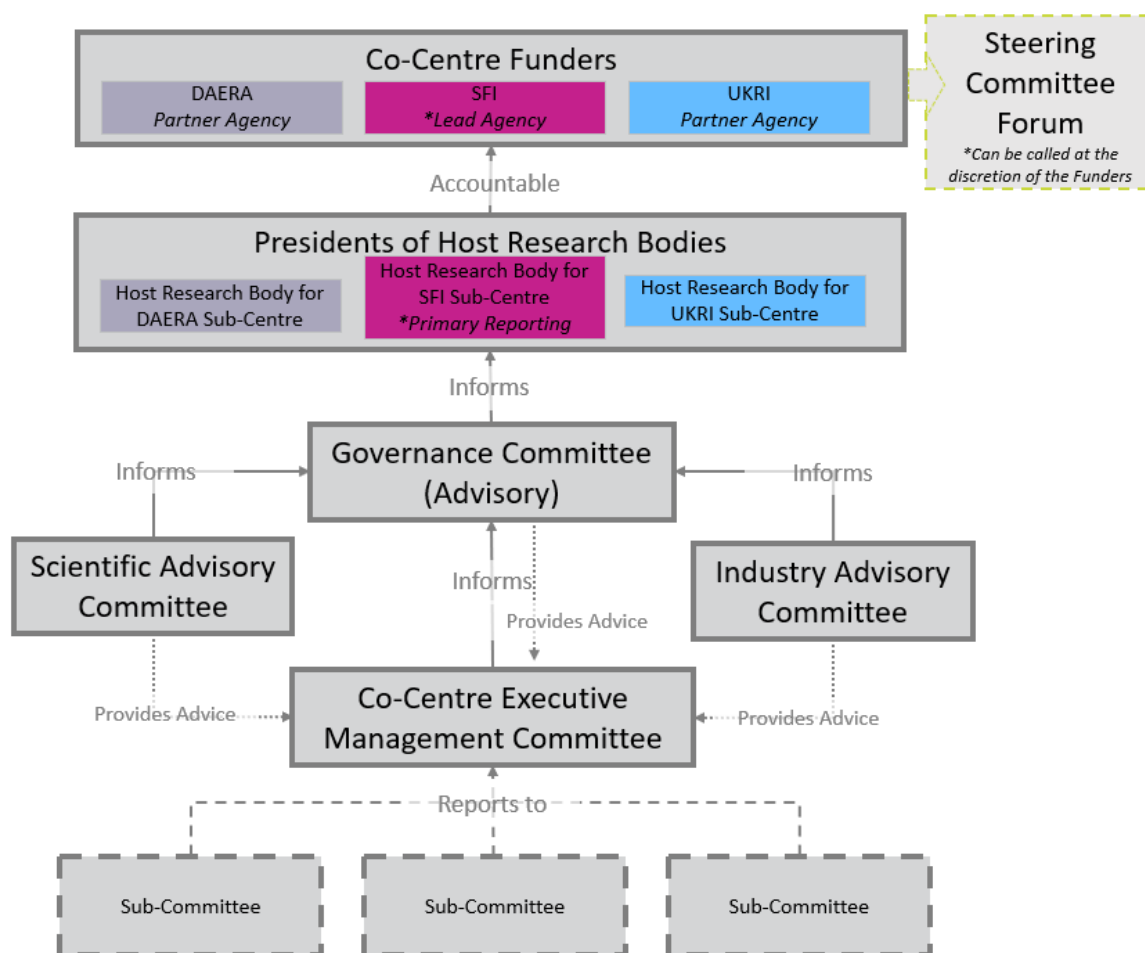 Co-Centre Funders
DAERA
Partner Agency
SFI
*Lead Agency
UKRI
Partner Agency
Steering
Committee
Forum
*Can be called at the
discretion of the Funders
Accountable
Presidents of Host Research Bodies
Host Research Body for
DAERA Sub-Centre
Host Research Body for
SFI Sub-Centre
*Primary Reporting
Host Research Body for
UKRI Sub-Centre
Informs
Governance Committee
(Advisory)
Informs
Informs
Scientific Advisory
Committee
Informs
Provides Advice
Industry Advisory
Committee
Provides Advice
Co-Centre Executive
Management Committee
Provides Advice
Reports to
Sub-Committee
Sub-Committee
Sub-Committee